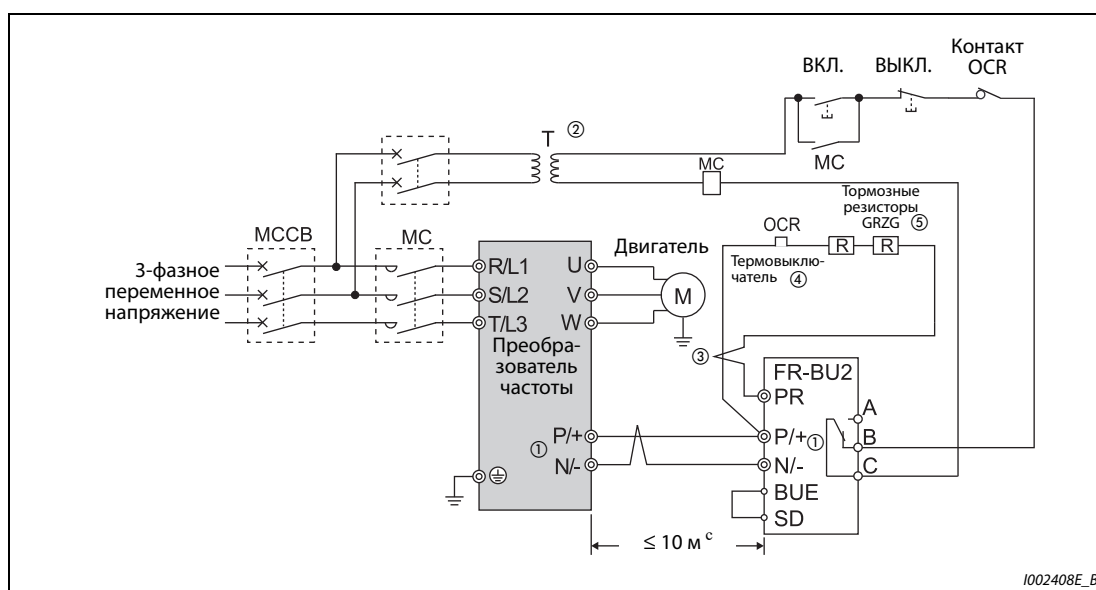 Контакт
OCR
ВКЛ.
ВЫКЛ.
T ②
MC
MC
Тормозные
резисторы
GRZG ⑤
OCR
R
R
Термовыклю-
чатель ④
MCCB
MC
Двигатель
3-фазное
переменное
напряжение
R/L1
S/L2
T/L3
U
V
W
M
Преобра-
зователь
частоты
③
FR-BU2
PR
A
B
C
① P/+
N/-
P/+ ①
N/-
BUE
SD
≤ 10 м c
I002408E_B